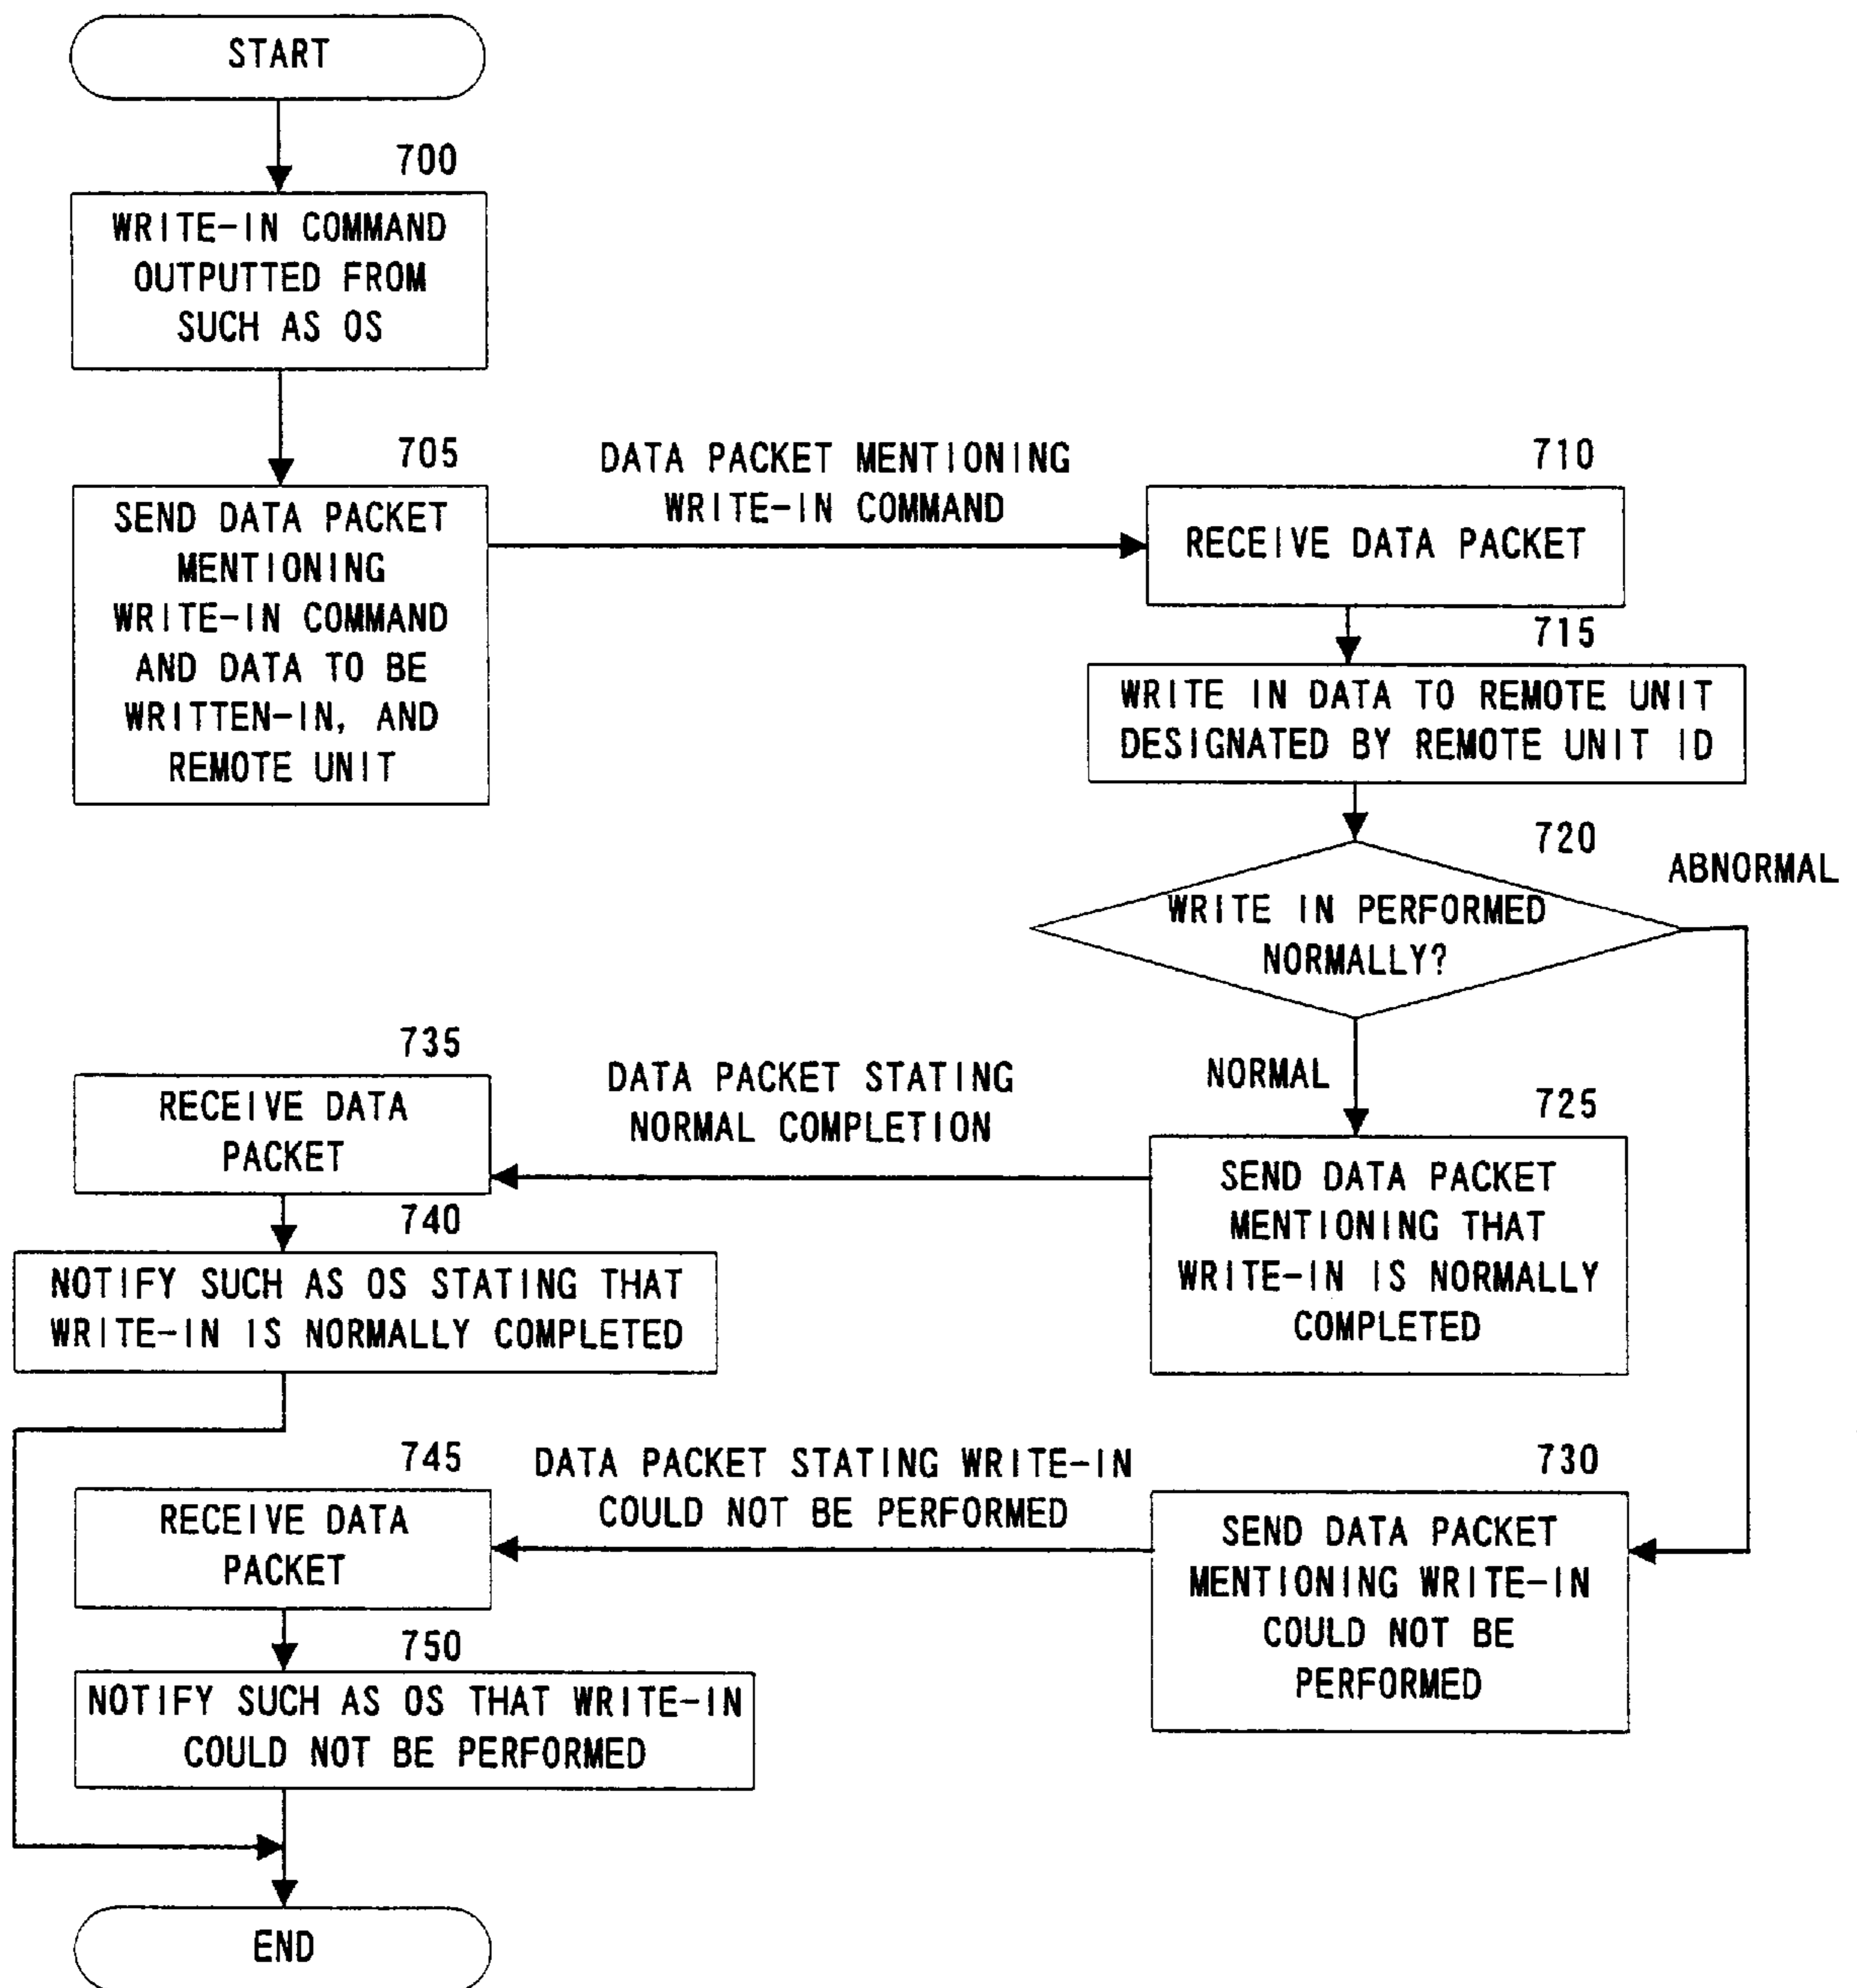 START
700
WRITE-IN COMMAND
OUTPUTTED FROM
SUCH AS OS
705
SEND DATA PACKET
MENTIONING
WRITE-IN COMMAND
AND DATA TO BE
WRITTEN-IN, AND
REMOTE UNIT
DATA PACKET MENTIONING
WRITE-IN COMMAND
710
RECEIVE DATA PACKET
715
WRITE IN DATA TO REMOTE UNIT
DESIGNATED BY REMOTE UNIT ID
720
ABNORMAL
WRITE IN PERFORMED
NORMALLY?
NORMAL
725
SEND DATA PACKET
MENTIONING THAT
WRITE-IN IS NORMALLY
COMPLETED
DATA PACKET STATING
NORMAL COMPLETION
735
RECEIVE DATA
PACKET
740
NOTIFY SUCH AS OS STATING THAT
WRITE-IN IS NORMALLY COMPLETED
730
SEND DATA PACKET
MENTIONING WRITE-IN
COULD NOT BE
PERFORMED
DATA PACKET STATING WRITE-IN
COULD NOT BE PERFORMED
745
RECEIVE DATA
PACKET
750
NOTIFY SUCH AS OS THAT WRITE-IN
COULD NOT BE PERFORMED
END